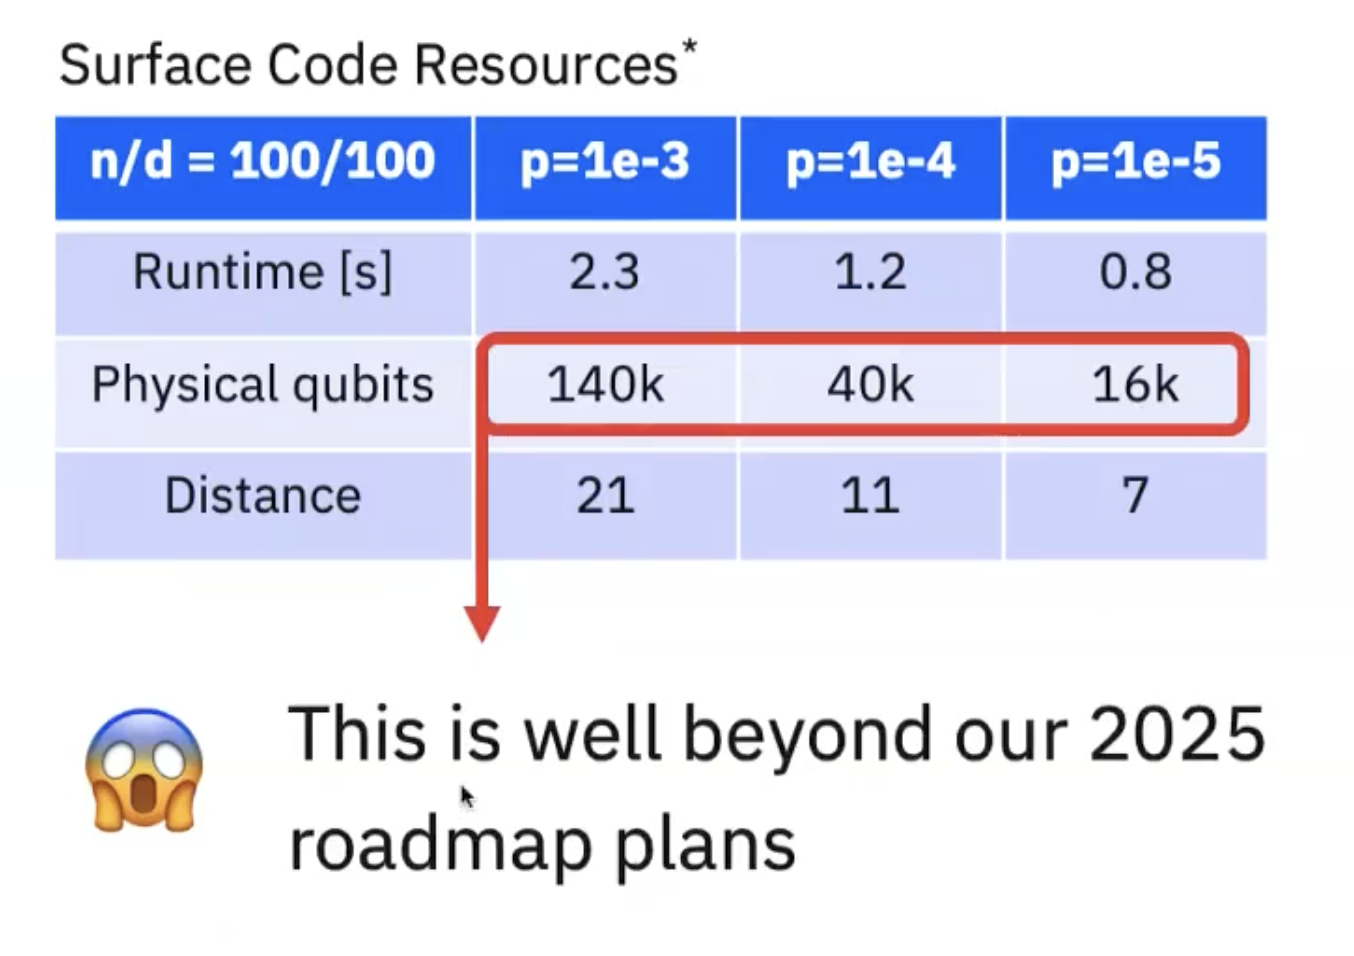 Surface Code Resources*
n/d = 100/100 p=1e-3 p=1e-4 p=1e-5
Runtime [s] 2.3 1.2 0.8
Physical qubits 140k 40k 16k
Distance 21 11 7
This is well beyond our 2025
roadmap plans